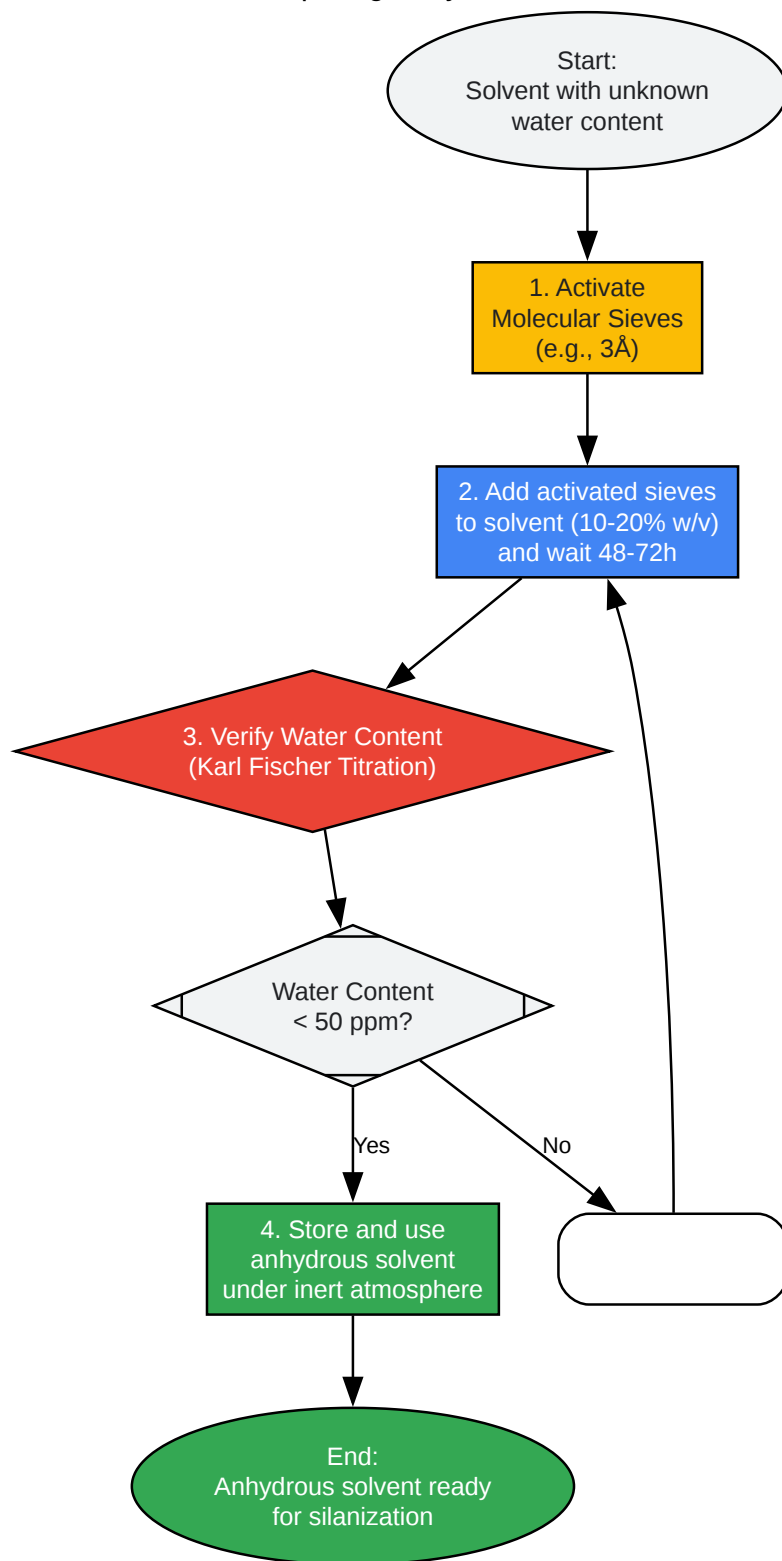 Start:
Solvent with unknown
water content
1. Activate
Molecular Sieves
(e.g., 3Å)
2. Add activated sieves
to solvent (10-20% w/v)
and wait 48-72h
3. Verify Water Content
(Karl Fischer Titration)
Water Content
< 50 ppm?
Yes
No
4. Store and use
anhydrous solvent
under inert atmosphere
End:
Anhydrous solvent ready
for silanization